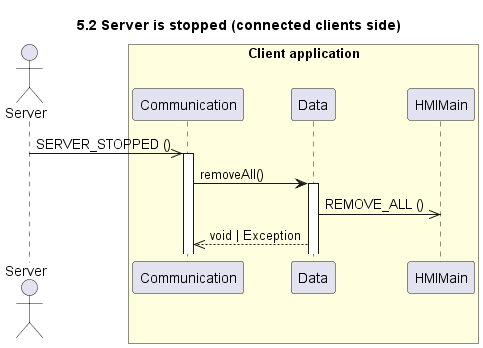 5.2 Server is stopped (connected clients side)
Client application
Server
Communication
Data
HMIMain
SERVER_STOPPED ()
removeAll()
REMOVE_ALL ()
void | Exception
Server
Communication
Data
HMIMain